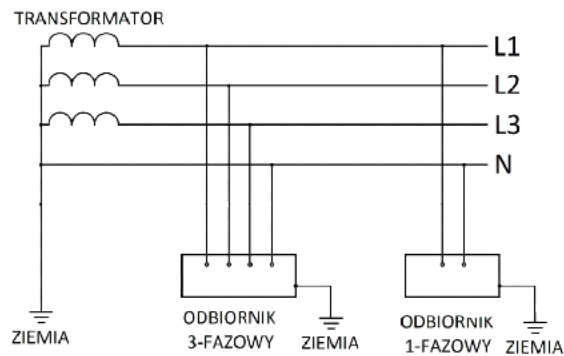 TRANSFORMATOR
L1
L2
L3
N
ZIEMIA
ODBIORNIK
3-FAZOWY
ZIEMIA
ODBIORNIK
1-FAZOWY
ZIEMIA